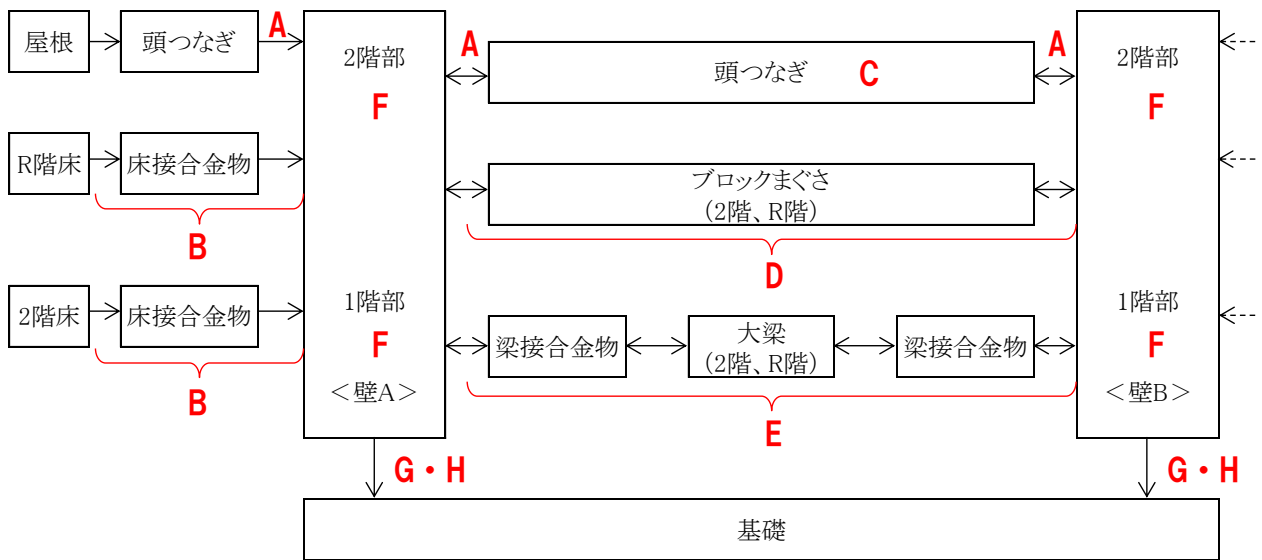 屋根
頭つなぎ
A
2階部
F
A
頭つなぎ
C
A
2階部
F
R階床
床接合金物
B
ブロックまぐさ
(2階、R階)
D
2階床
床接合金物
B
1階部
F
<壁A>
梁接合金物
大梁
(2階、R階)
梁接合金物
E
1階部
F
<壁B>
G・H
G・H
基礎